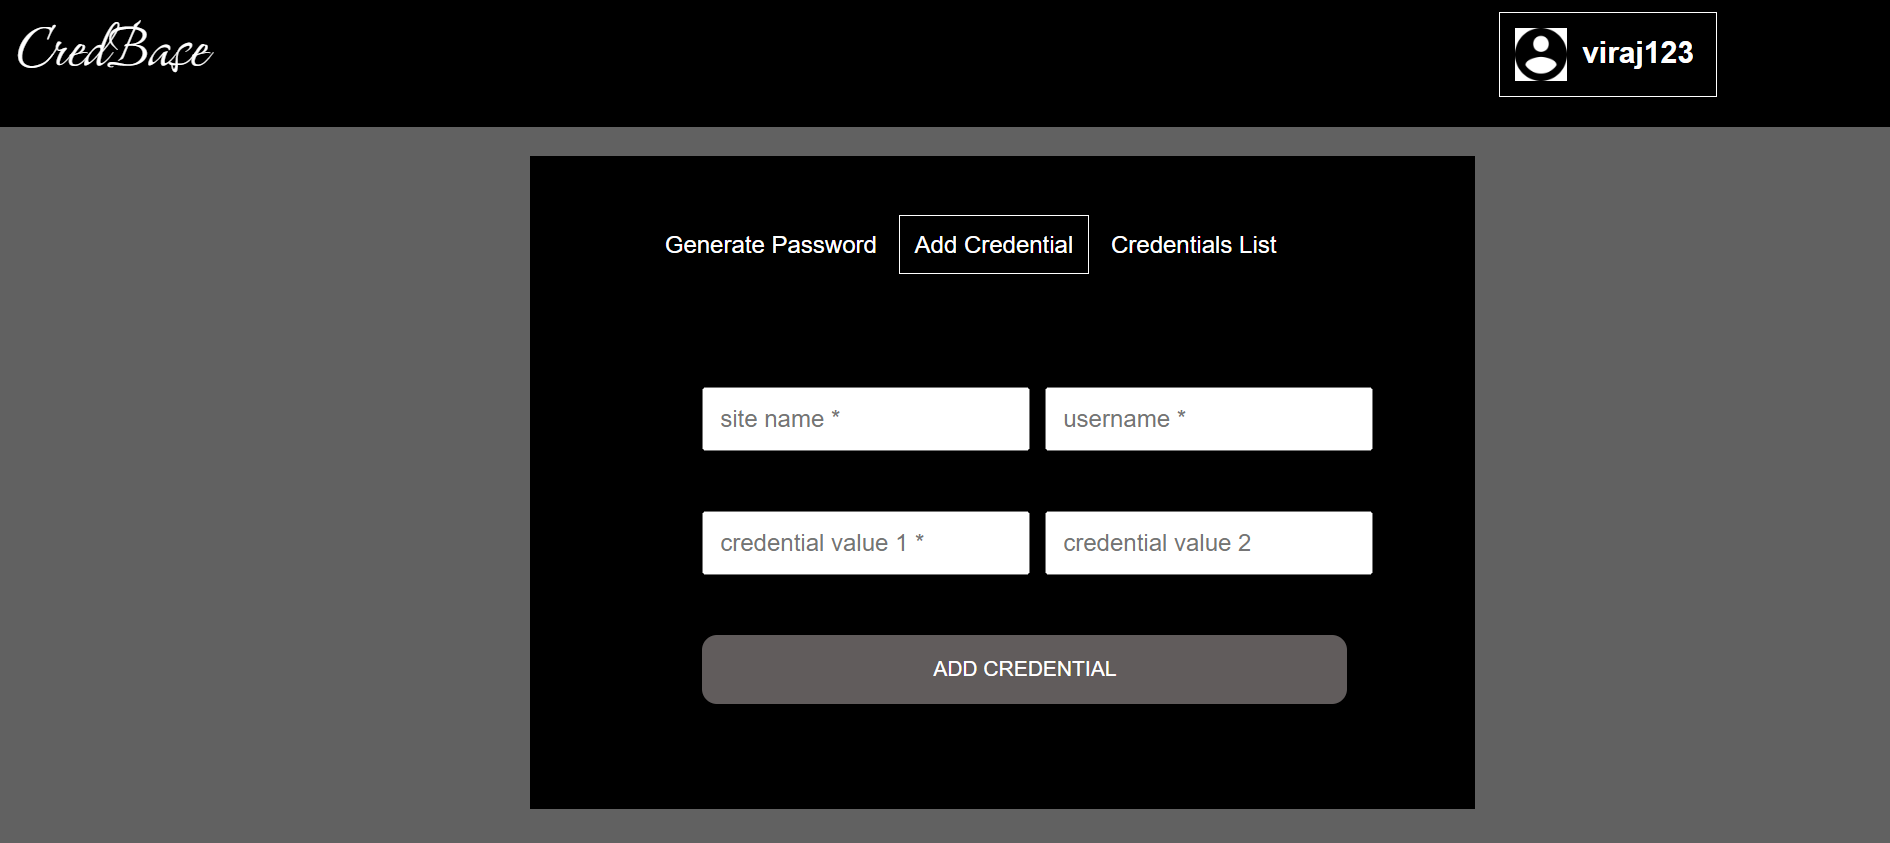 CredBase
viraj123
Generate Password Add Credential Credentials List
site name * username *
credential value 1 * credential value 2
ADD CREDENTIAL